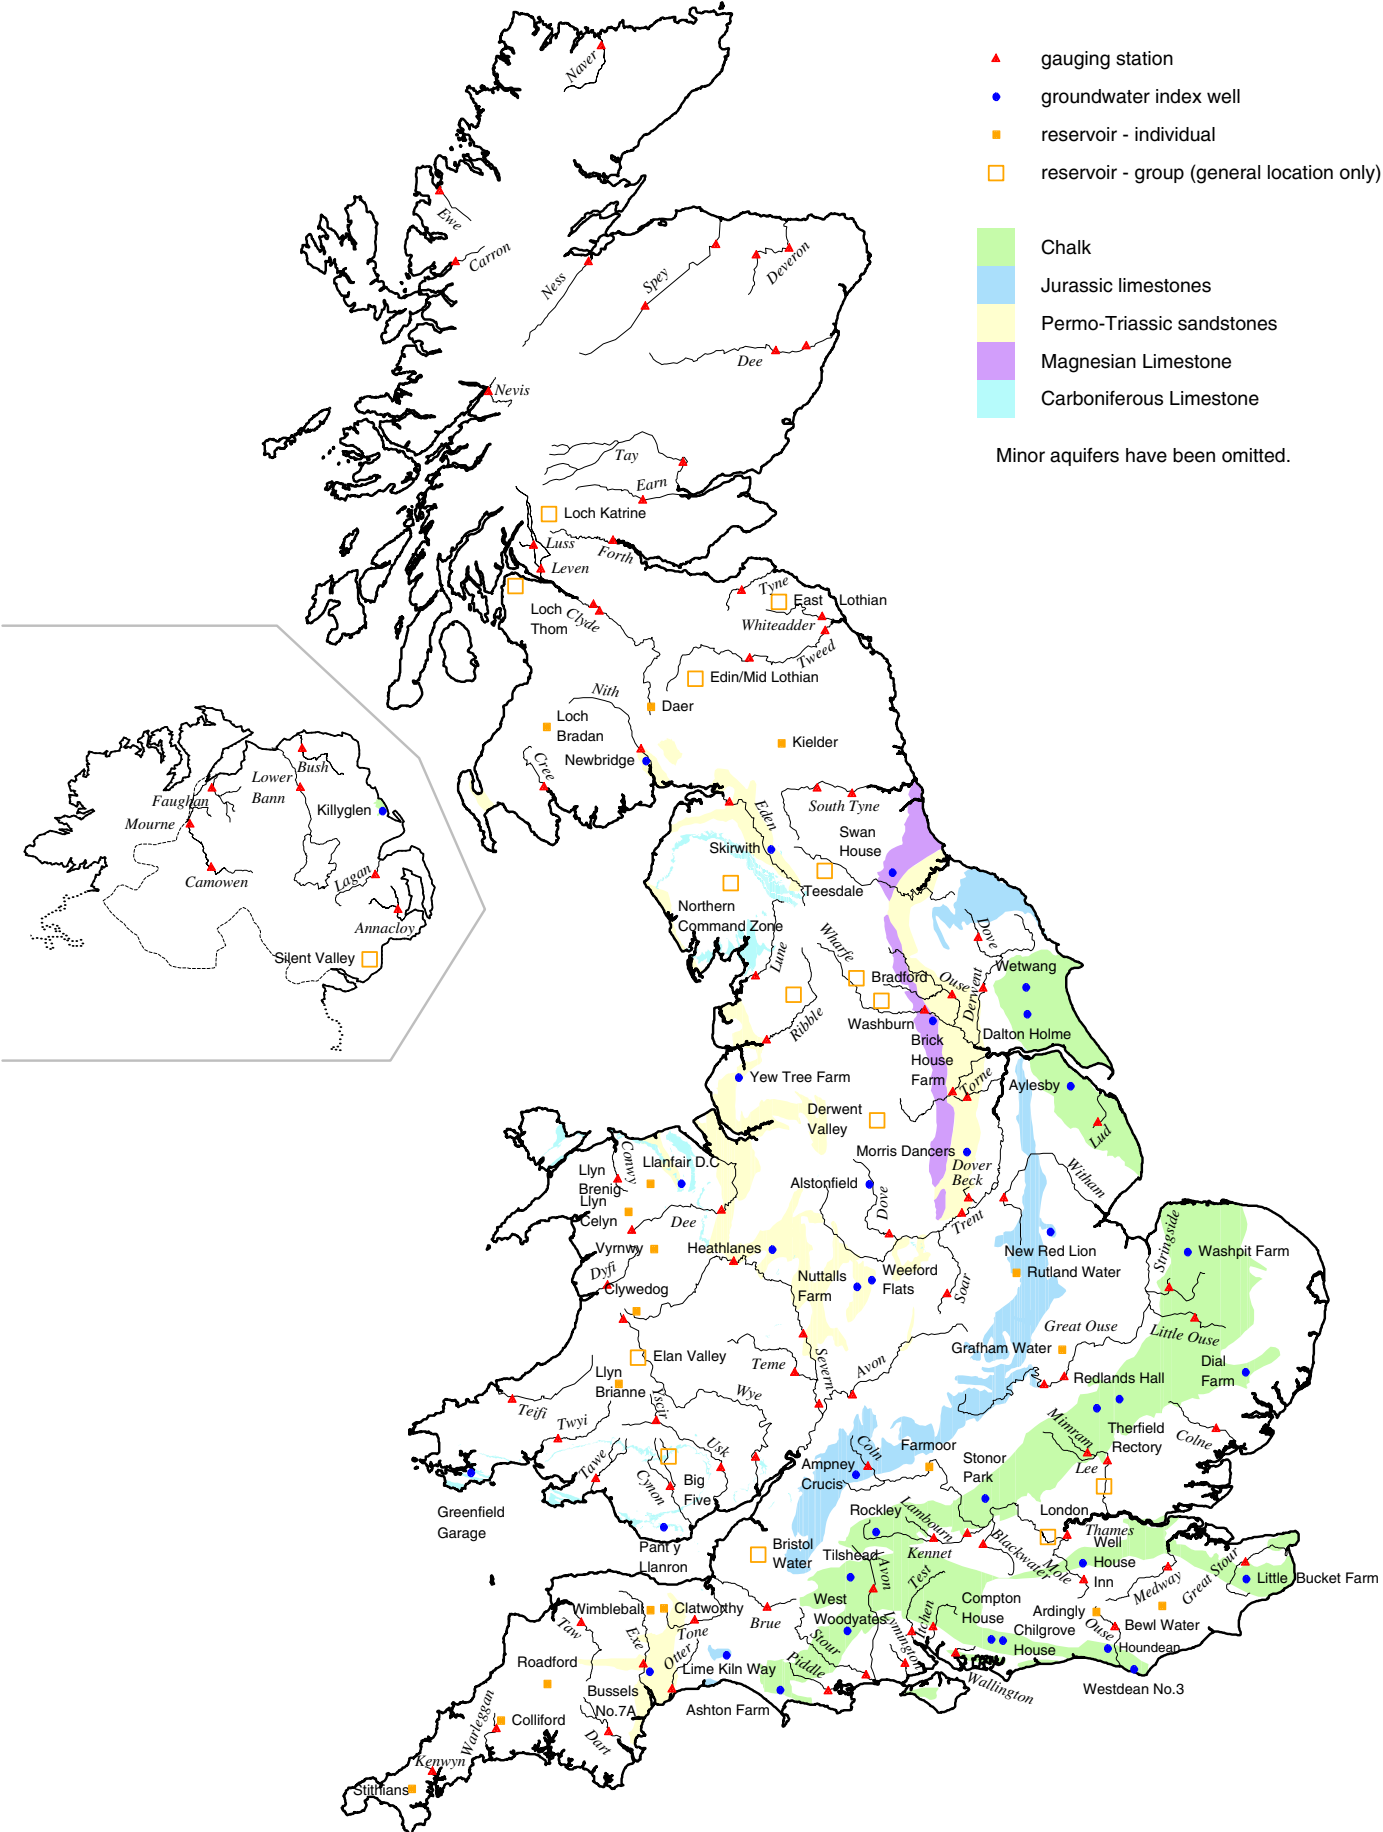 gauging station
groundwater index well
reservoir - individual
reservoir - group (general location only)
Chalk
Jurassic limestones
Permo-Triassic sandstones
Magnesian Limestone
Carboniferous Limestone
Minor aquifers have been omitted.
Naver
Ewe
Carron
Ness
Spey
Deveron
Dee
Nevis
Tay
Earn
Loch Katrine
Luss
Forth
Leven
Loch
Thom
Clyde
Tyne
East Lothian
Whiteadder
Tweed
Edin/Mid Lothian
Nith
Daer
Loch
Bradan
Kielder
Newbridge
Cree
Bush
Lower
Bann
Faughan
Killyglen
Mourne
Camowen
Lagan
Annacloy
Silent Valley
South Tyne
Eden
Swan
House
Skirwith
Teesdale
Northern
Command Zone
Lune
Wharfe
Dove
Bradford
Wetwang
Ouse
Derwent
Washburn
Ribble
Dalton Holme
Brick
House
Farm
Torne
Yew Tree Farm
Aylesby
Derwent
Valley
Lud
Morris Dancers
Dover
Beck
Conwy
Llanfair D.C
Llyn
Brenig
Alstonfield
Dove
Witham
Llyn
Celyn
Dee
Trent
Stringside
Vyrnwy
Heathlanes
New Red Lion
Washpit Farm
Dyfi
Nuttalls
Farm
Weeford
Flats
Rutland Water
Soar
Clywedog
Great Ouse
Little Ouse
Grafham Water
Elan Valley
Teme
Severn
Avon
Dial
Farm
Redlands Hall
Llyn
Brianne
Yscir
Wye
Teifi
Twyi
Mimram
Therfield
Rectory
Colne
Usk
Coln
Farmoor
Lee
Tawe
Cynon
Big
Five
Ampney
Crucis
Stonor
Park
Greenfield
Garage
Rockley
Lambourn
London
Thames
Pant y
Llanron
Bristol
Water
Tilshead
Kennet
Blackwater
Mole
Well
House
Inn
Avon
Test
Medway
Great Stour
Little Bucket Farm
Wimbleball
Clatworthy
Brue
West
Woodyates
Itchen
Compton
House
Chilgrove
House
Ardingly
Bewl Water
Taw
Exe
Tone
Otter
Stour
Lymington
Ouse
Houndean
Roadford
Lime Kiln Way
Piddle
Wallington
Westdean No.3
Bussels
No.7A
Ashton Farm
Warleggan
Colliford
Dart
Kenwyn
Stithians